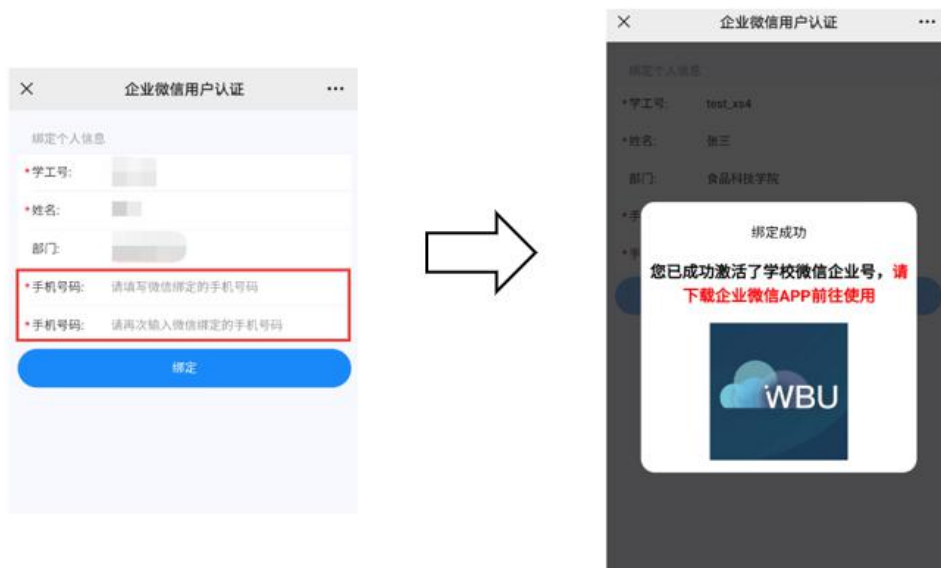 企业微信用户认证
绑定个人信息
*学工号:
*姓名:
部门:
*手机号码: 请填写微信绑定的手机号码
*手机号码: 请再次输入微信绑定的手机号码
绑定
企业微信用户认证
绑定个人信息
*学工号: test_xs4
*姓名: 张三
部门: 食品科技学院
*手
*手
绑定成功
您已成功激活了学校微信企业号，请
下载企业微信APP前往使用
WBU